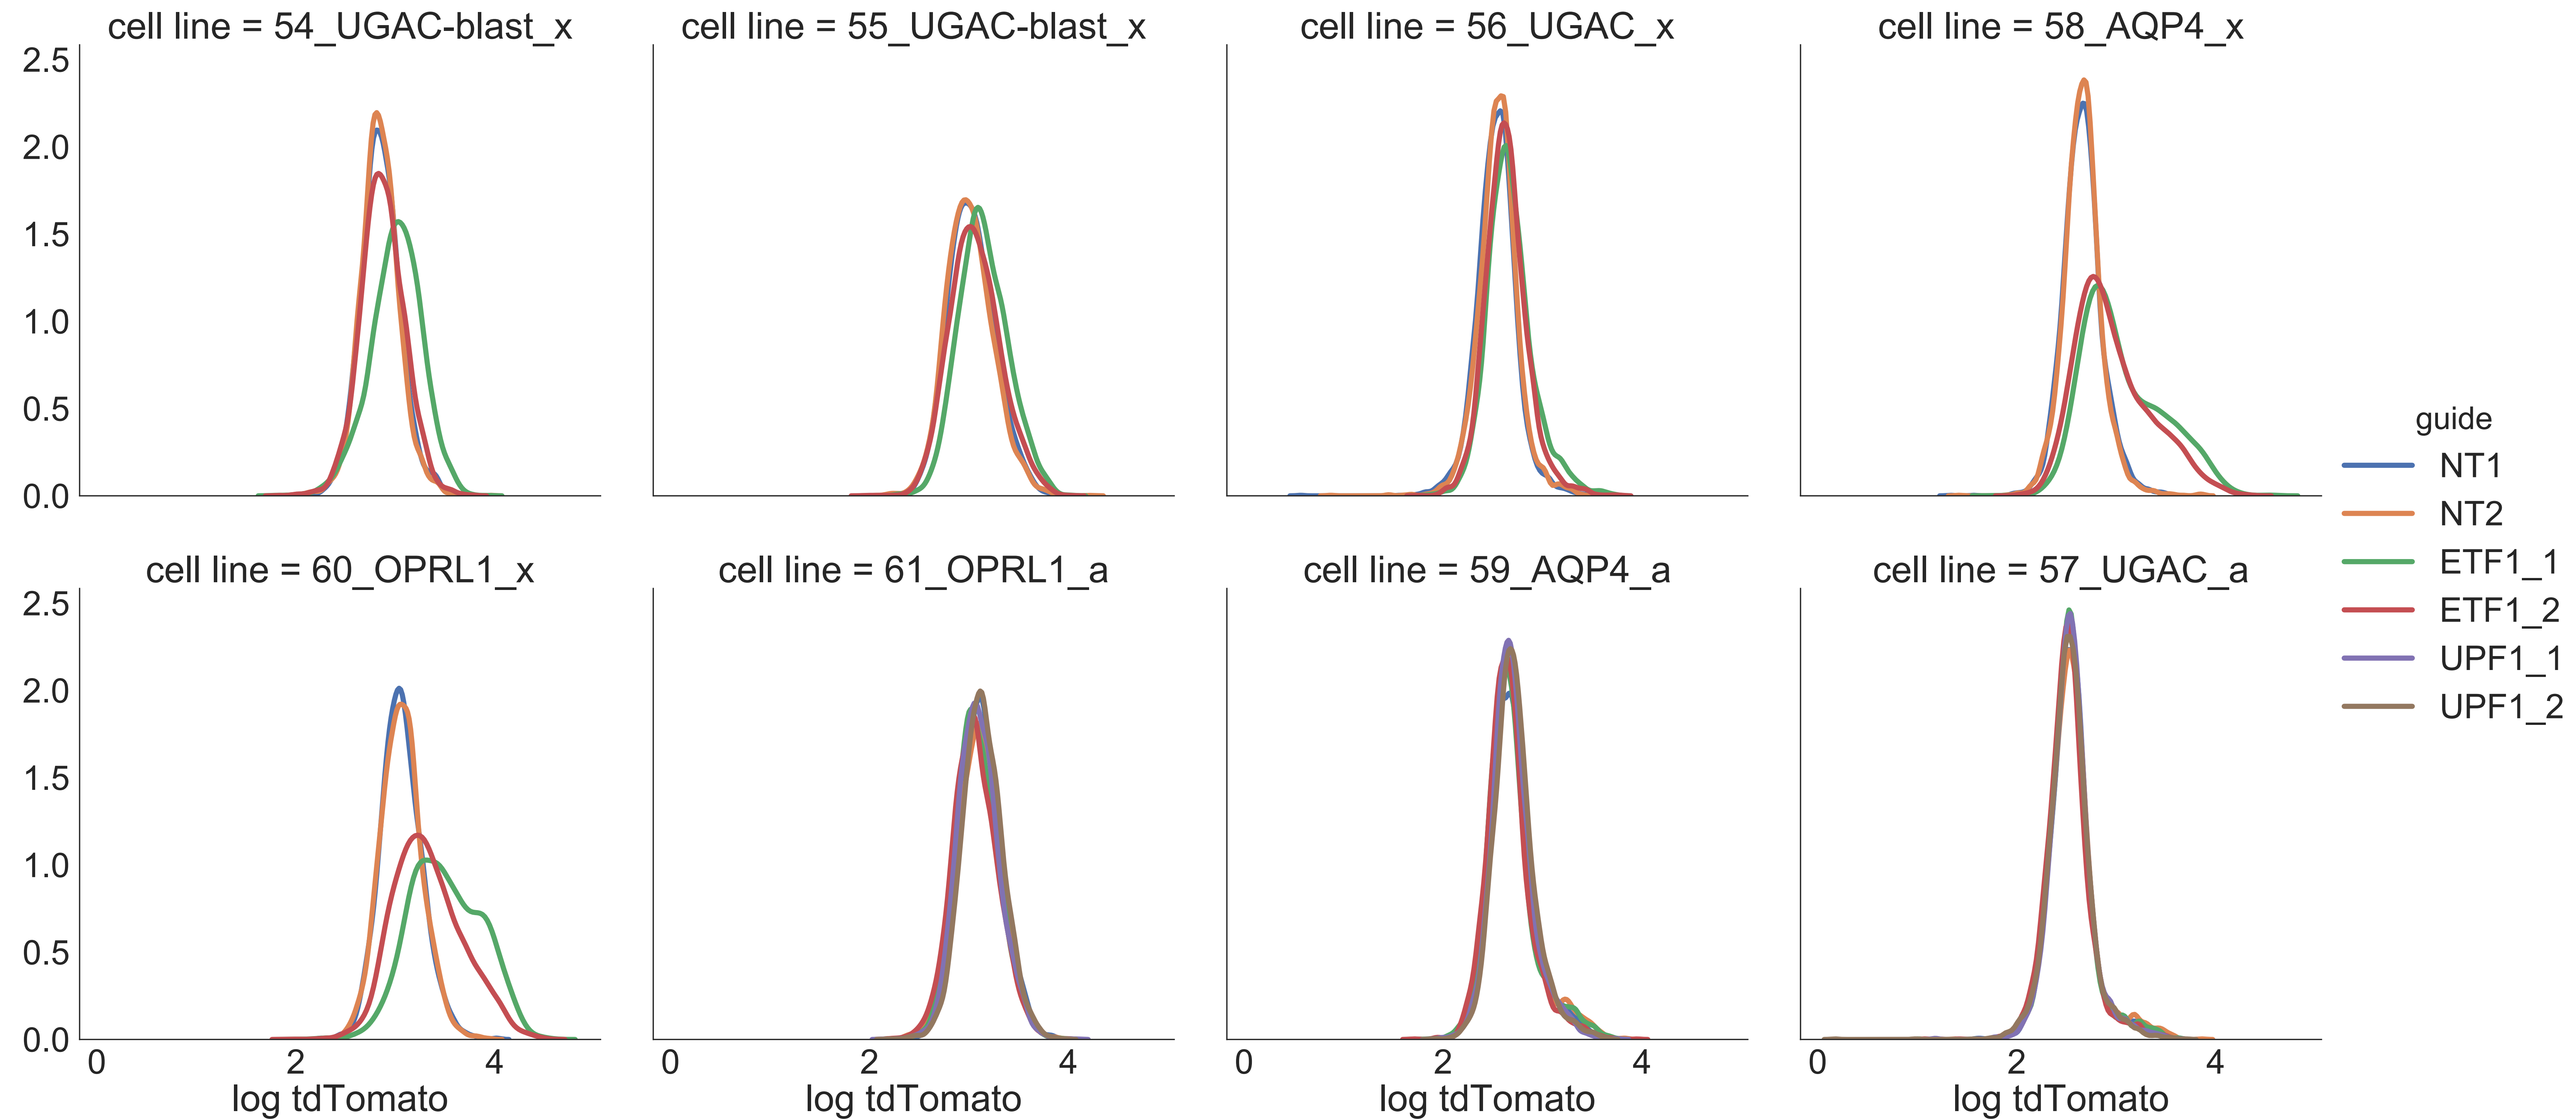 cell line = 54_UGAC-blast_x
cell line = 55_UGAC-blast_x
cell line = 56_UGAC_x
cell line = 58_AQP4_x
2.5
2.0
1.5
1.0
0.5
0.0
cell line = 60_OPRL1_x
cell line = 61_OPRL1_a
cell line = 59_AQP4_a
cell line = 57_UGAC_a
2.5
2.0
1.5
1.0
0.5
0.0
0 2 4
0 2 4
0 2 4
0 2 4
log tdTomato
log tdTomato
log tdTomato
log tdTomato
guide
NT1
NT2
ETF1_1
ETF1_2
UPF1_1
UPF1_2